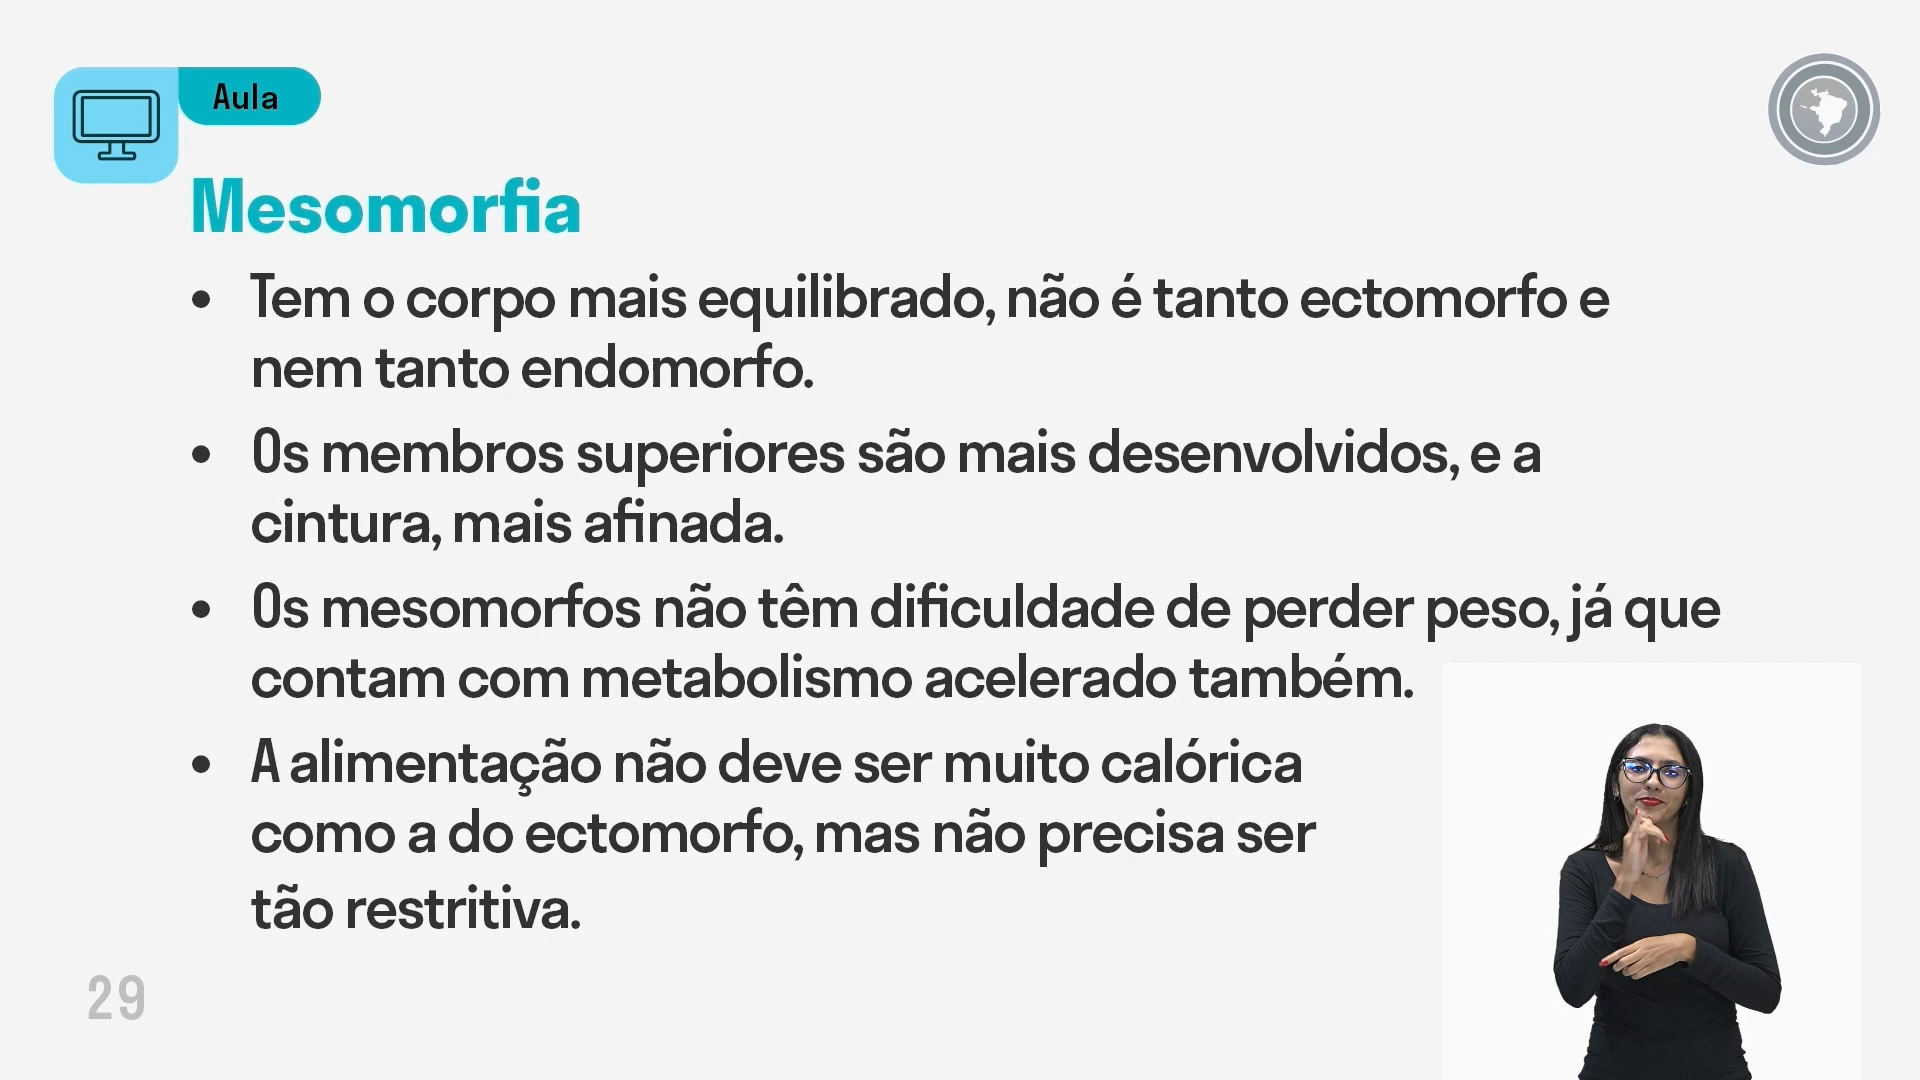 Aula
Mesomorfia
• Tem o corpo mais equilibrado, não é tanto ectomorfo e
nem tanto endomorfo.
• Os membros superiores são mais desenvolvidos, e a
cintura, mais afinada.
• Os mesomorfos não têm dificuldade de perder peso, já que
contam com metabolismo acelerado também.
• A alimentação não deve ser muito calórica
como a do ectomorfo, mas não precisa ser
tão restritiva.
29